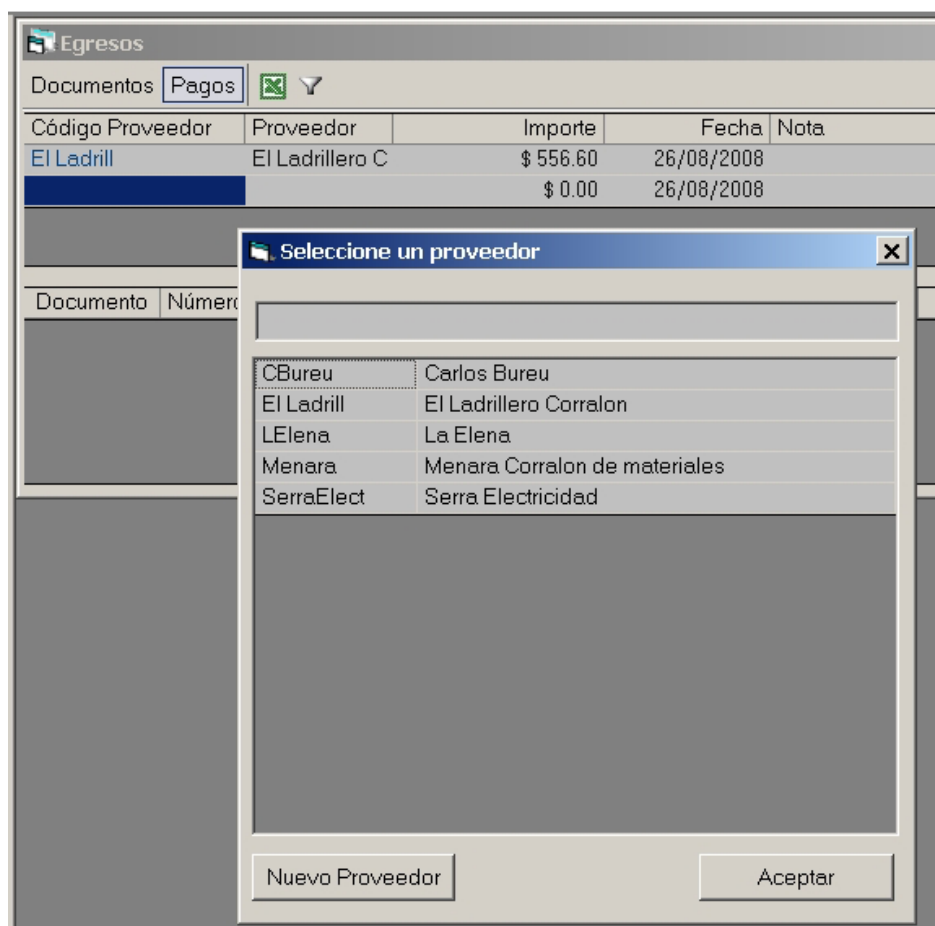 Egresos
Documentos Pagos
Código Proveedor Proveedor Importe Fecha Nota
El Ladrill El Ladrillero C $ 556.60 26/08/2008
$ 0.00 26/08/2008
Seleccione un proveedor
Documento Número
CBureu Carlos Bureu
El Ladrill El Ladrillero Corralon
LElena La Elena
Menara Menara Corralon de materiales
SerraElect Serra Electricidad
Nuevo Proveedor Aceptar